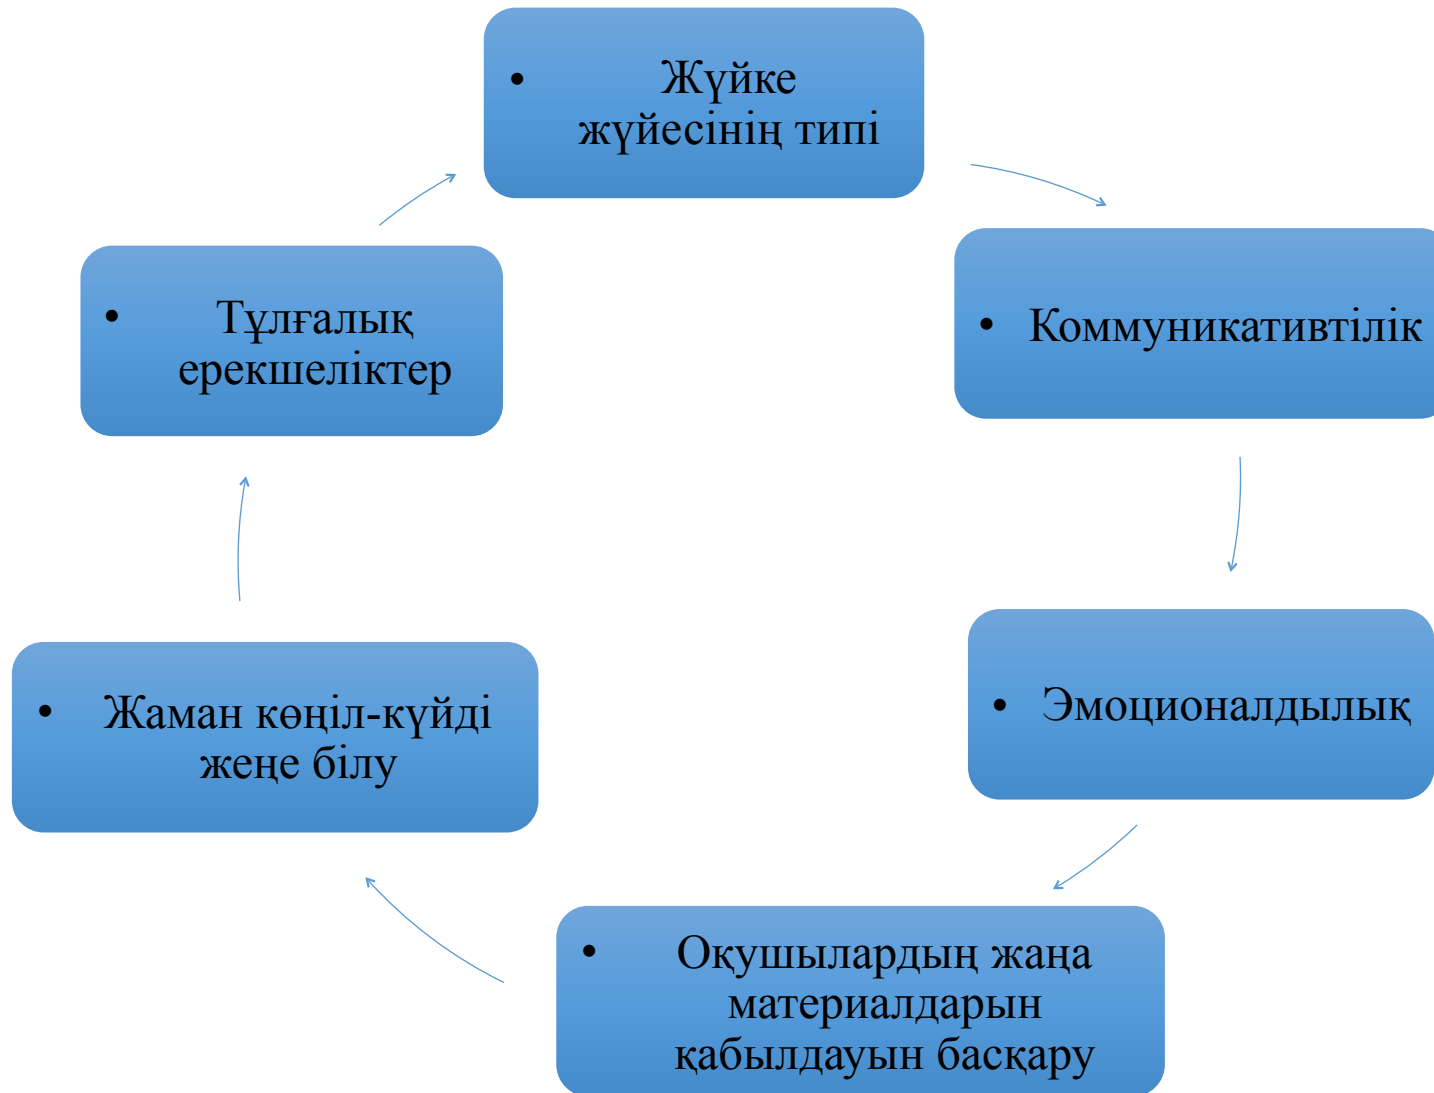 • Жүйке
жүйесінің типі
• Коммуникативтілік
• Эмоционалдылық
• Оқушылардың жаңа
материалдарын
қабылдауын басқару
• Жаман көңіл-күйді
жеңе білу
• Тұлғалық
ерекшеліктер